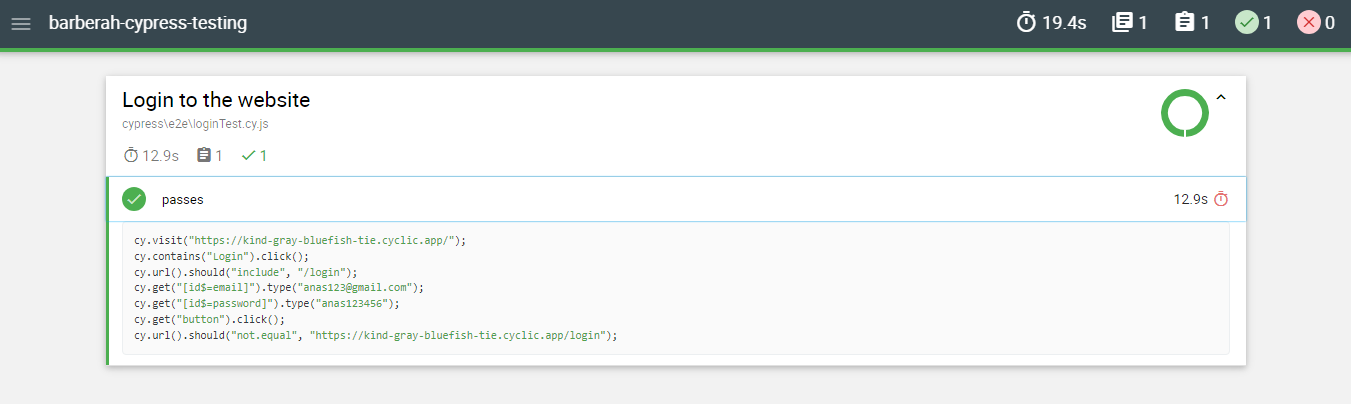 barberah-cypress-testing 19.4s 1 1 1 0
Login to the website
cypress\e2e\loginTest.cy.js
12.9s 1 1
passes 12.9s
cy.visit("https://kind-gray-bluefish-tie.cyclic.app/");
cy.contains("Login").click();
cy.url().should("include", "/login");
cy.get("[id$=email]").type("anas123@gmail.com");
cy.get("[id$=password]").type("anas123456");
cy.get("button").click();
cy.url().should("not.equal", "https://kind-gray-bluefish-tie.cyclic.app/login");